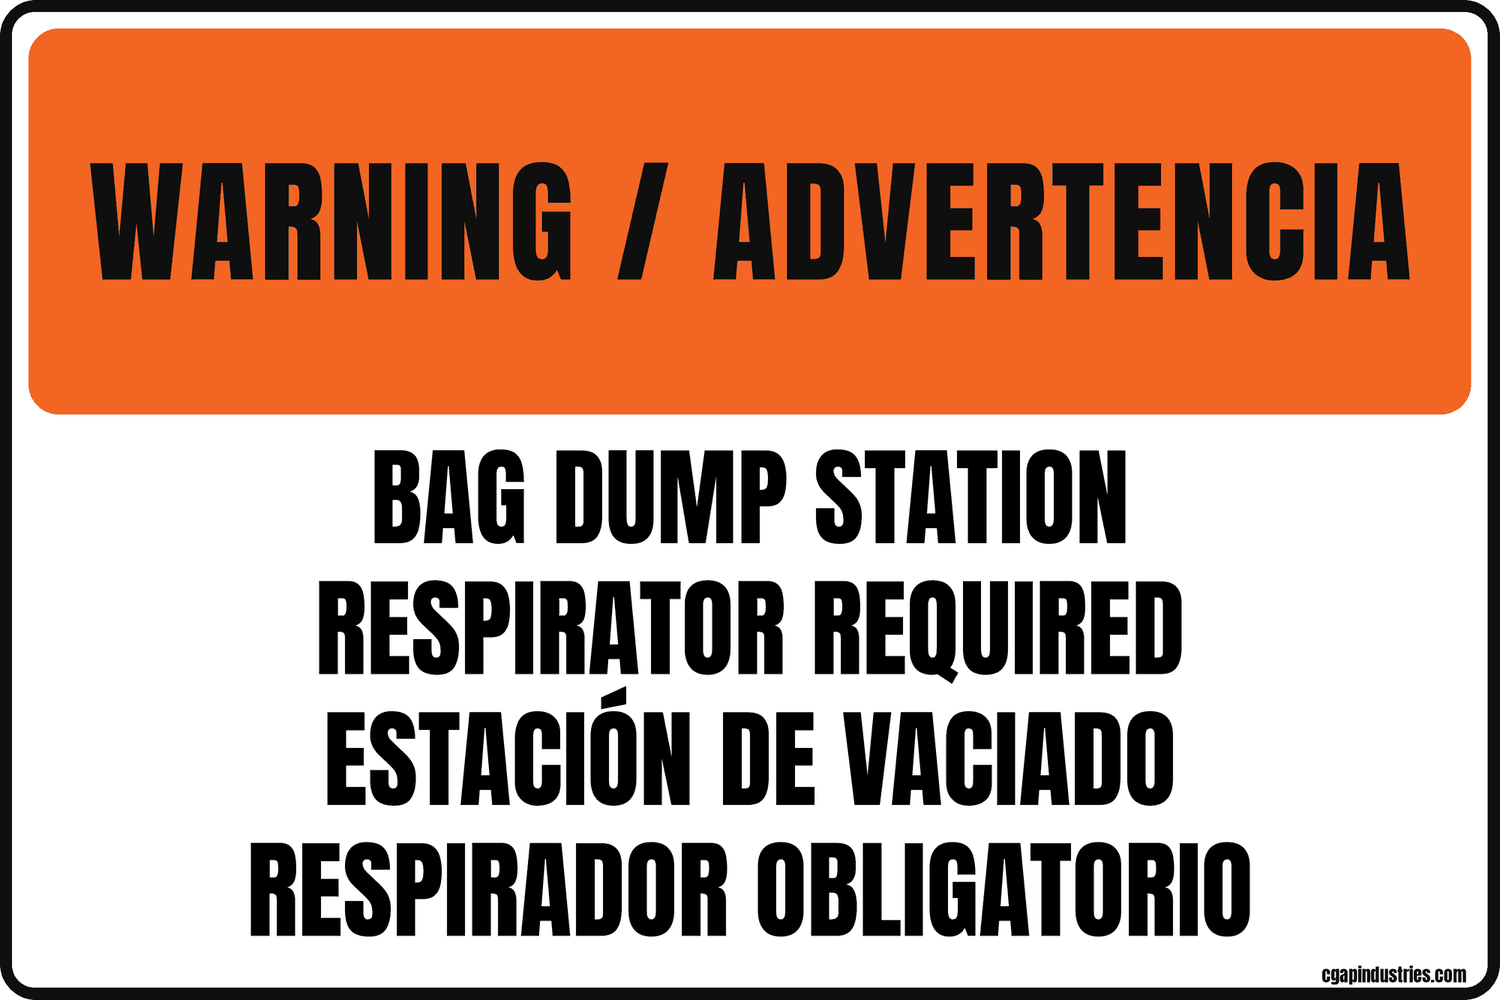 WARNING / ADVERTENCIA
BAG DUMP STATION
RESPIRATOR REQUIRED
ESTACIÓN DE VACIADO
RESPIRADOR OBLIGATORIO
cgapindustries.com